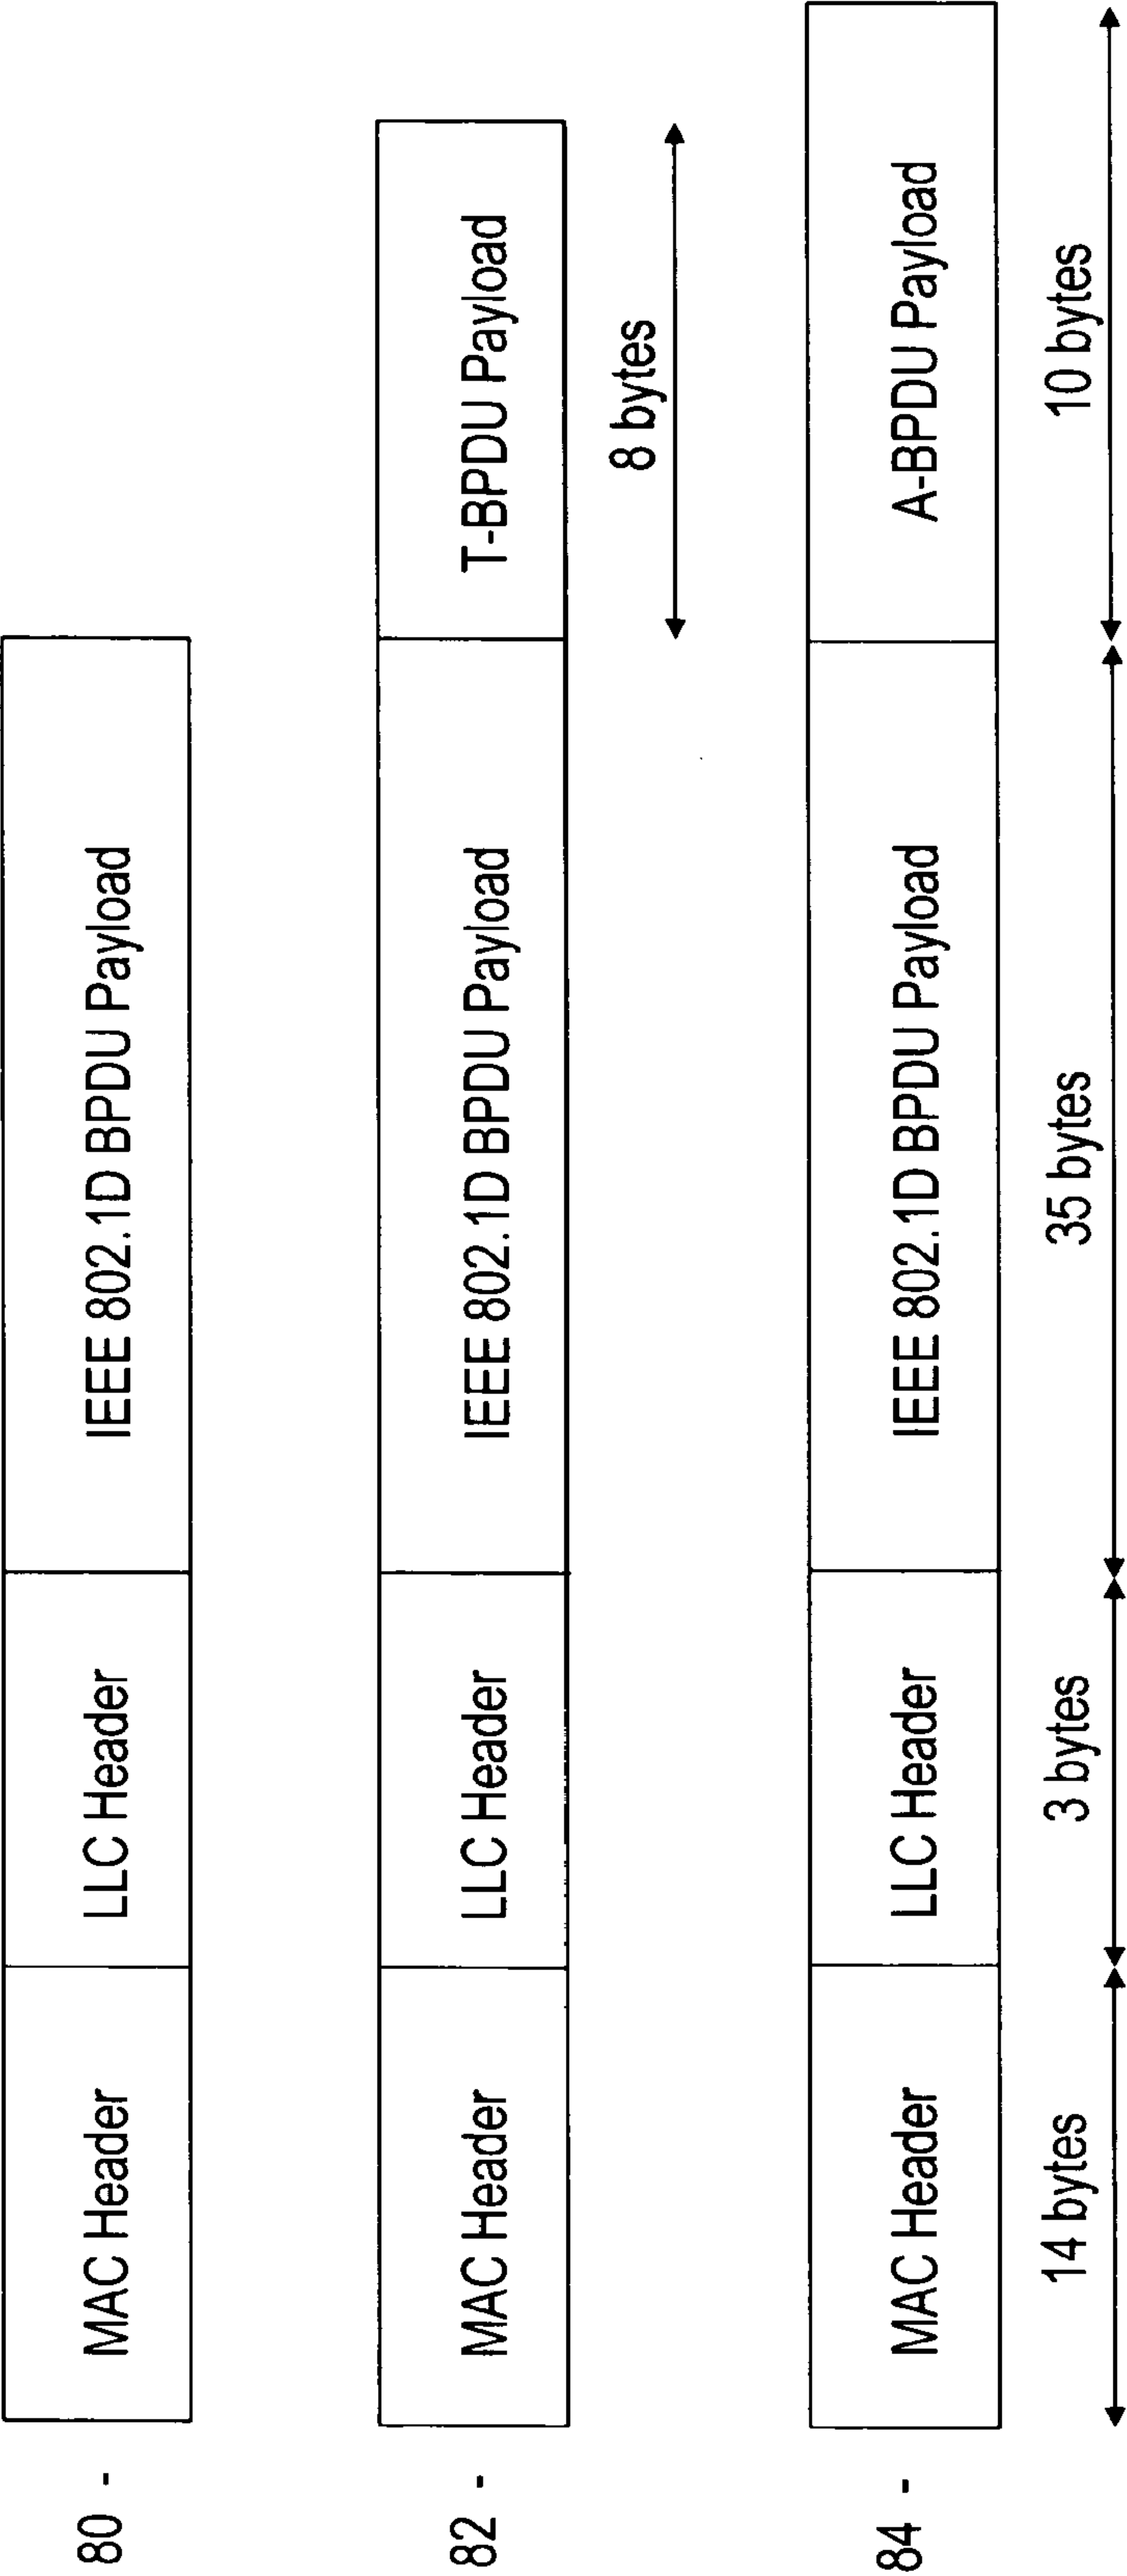 80 -
MAC Header
LLC Header
IEEE 802.1D BPDU Payload
82 -
MAC Header
LLC Header
IEEE 802.1D BPDU Payload
T-BPDU Payload
8 bytes
84 -
MAC Header
LLC Header
IEEE 802.1D BPDU Payload
A-BPDU Payload
14 bytes
3 bytes
35 bytes
10 bytes